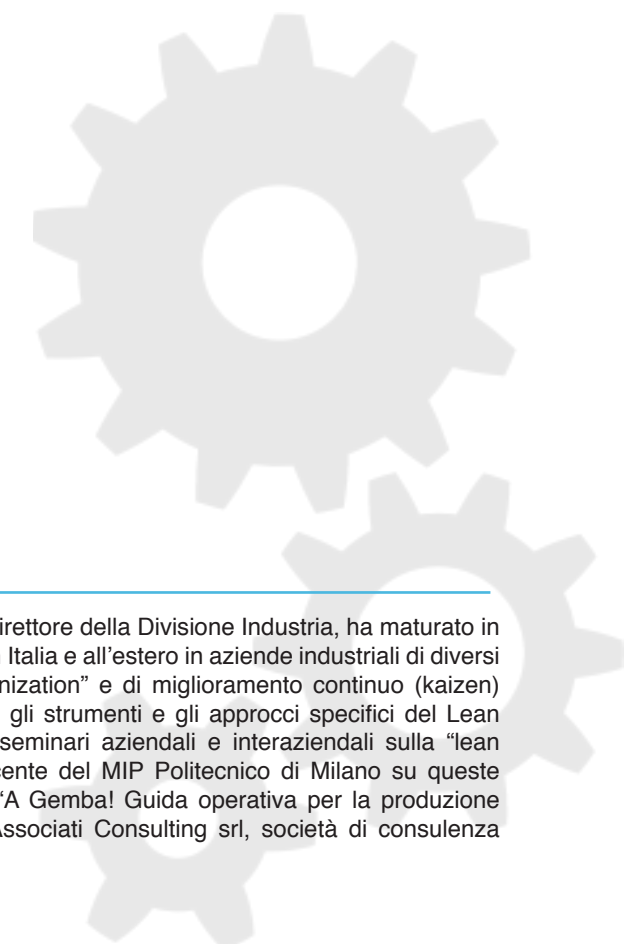 irettore della Divisione Industria, ha maturato in
Italia e all'estero in aziende industriali di diversi
nization” e di miglioramento continuo (kaizen)
gli strumenti e gli approcci specifici del Lean
seminari aziendali e interaziendali sulla “lean
cente del MIP Politecnico di Milano su queste
“A Gemba! Guida operativa per la produzione
Associati Consulting srl, società di consulenza